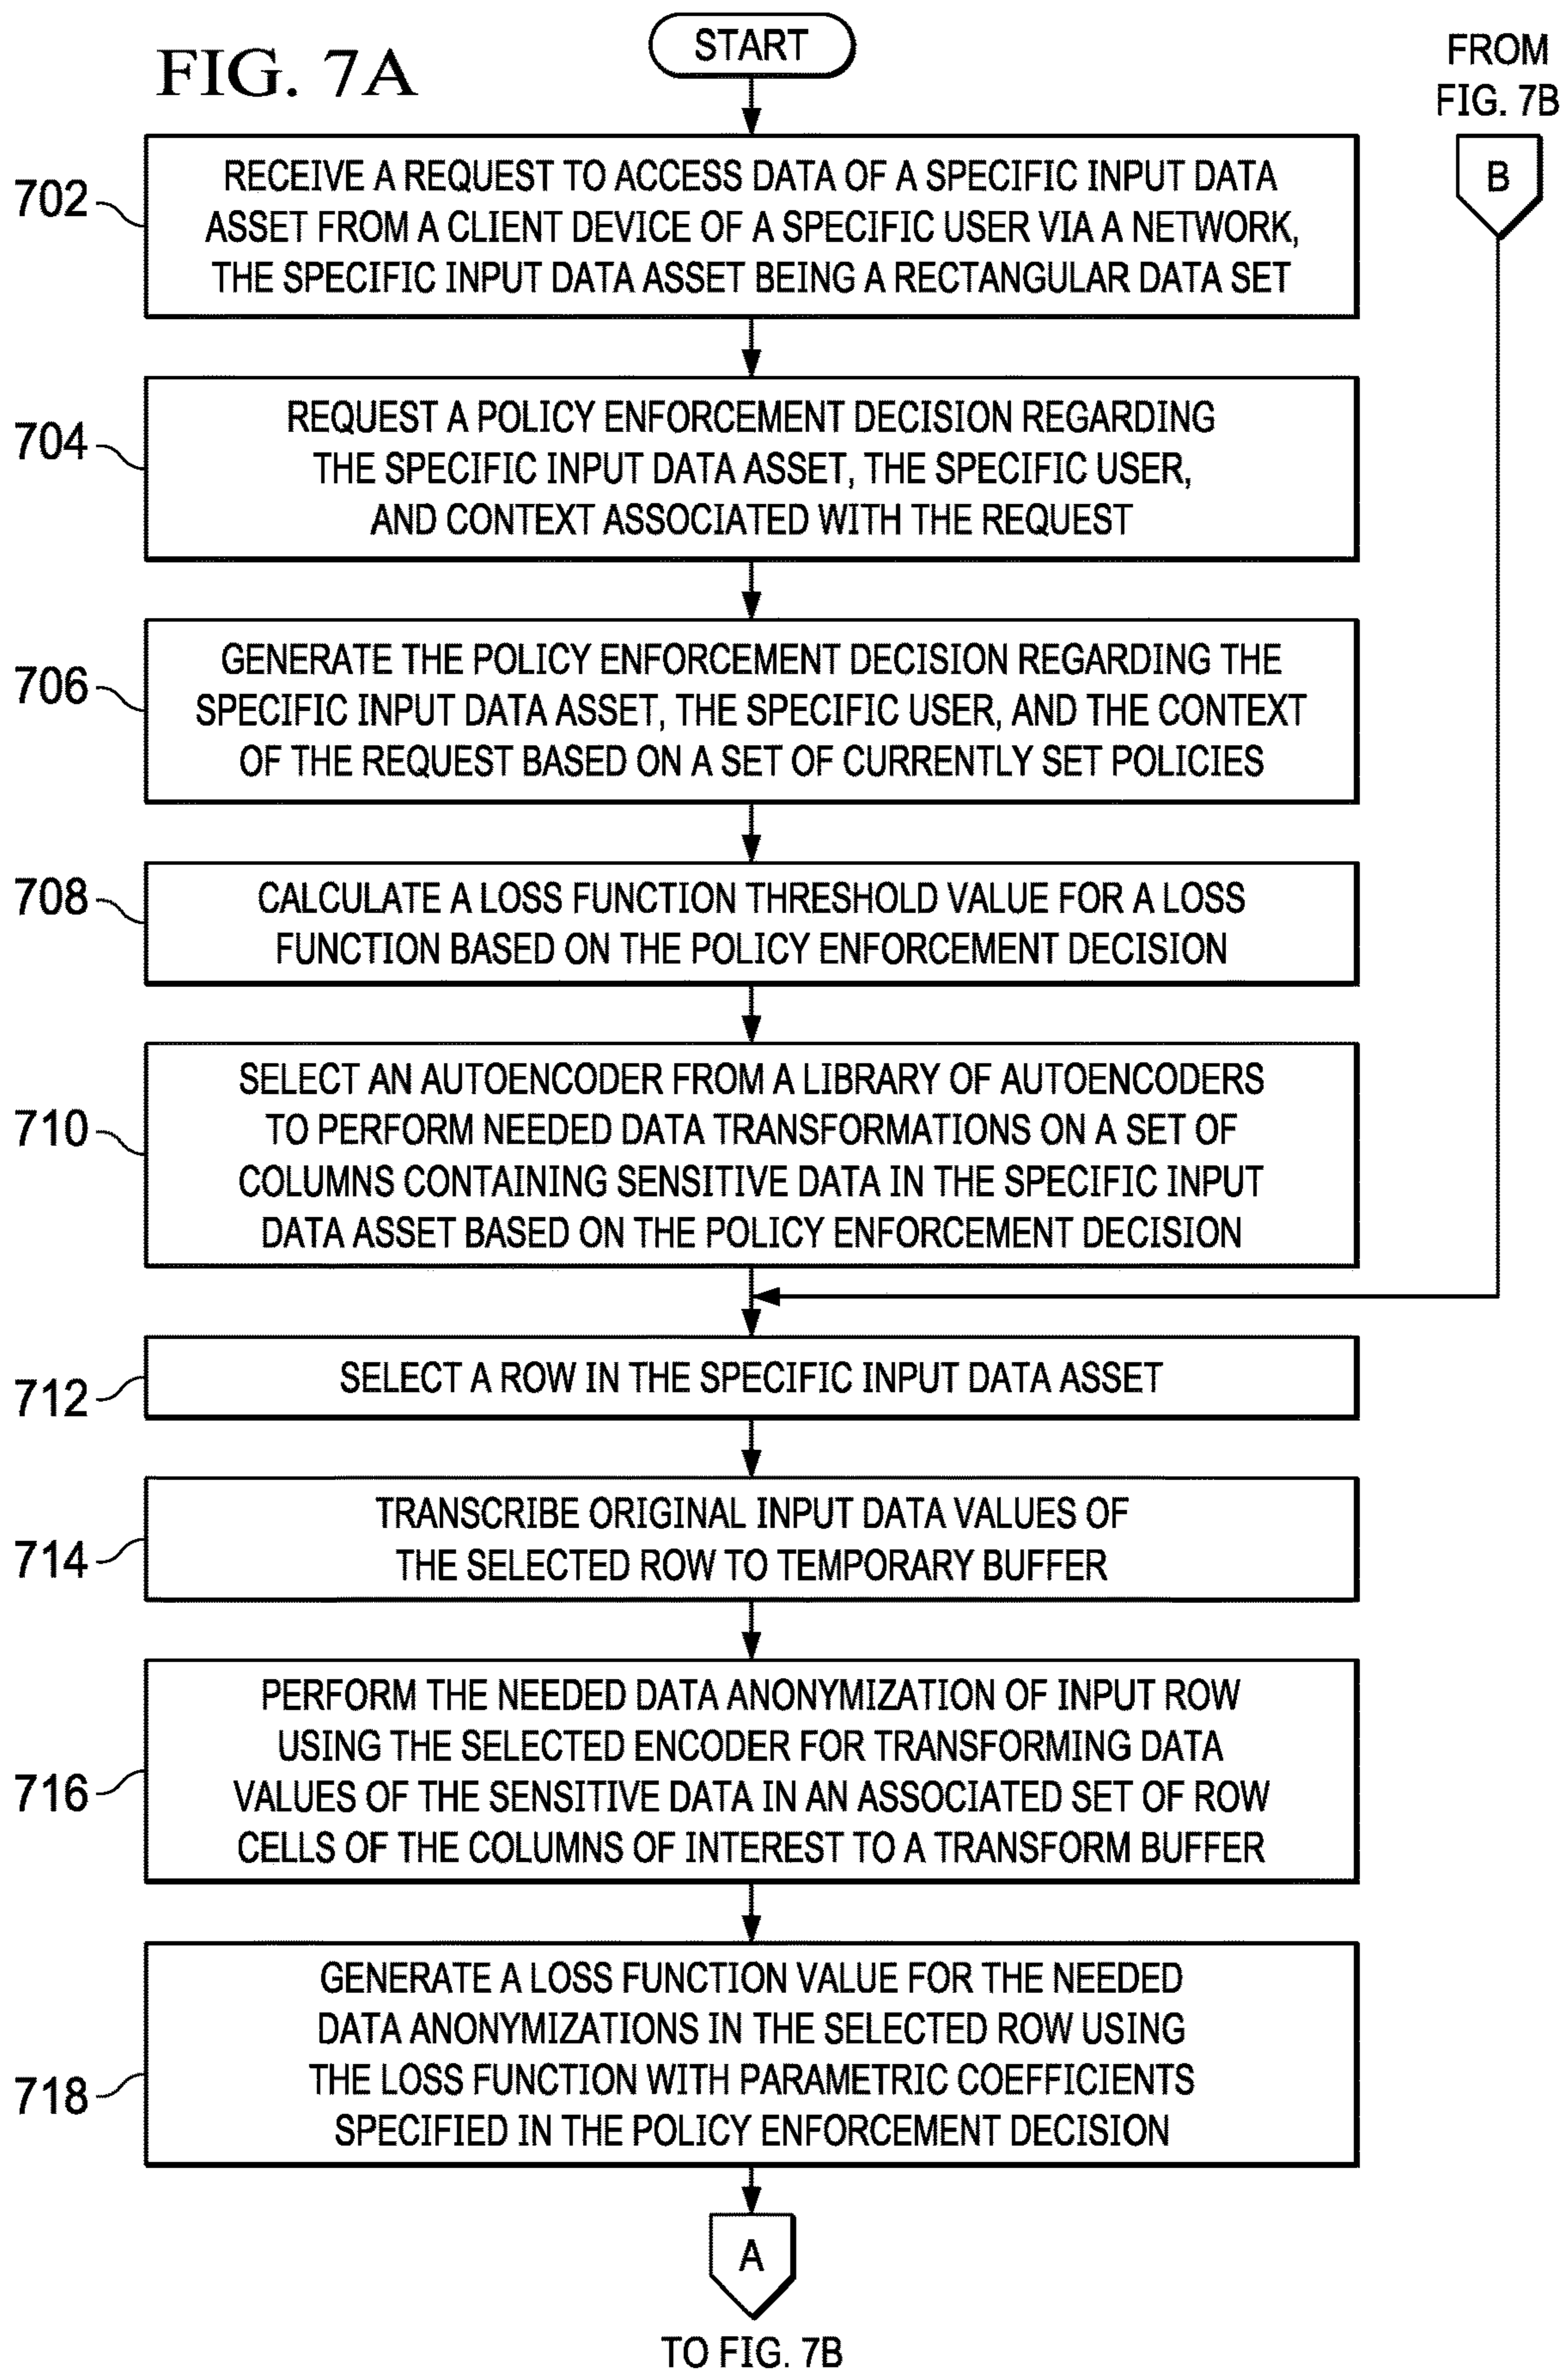 FIG. 7A
START
FROM
FIG. 7B
B
702
RECEIVE A REQUEST TO ACCESS DATA OF A SPECIFIC INPUT DATA
ASSET FROM A CLIENT DEVICE OF A SPECIFIC USER VIA A NETWORK,
THE SPECIFIC INPUT DATA ASSET BEING A RECTANGULAR DATA SET
704
REQUEST A POLICY ENFORCEMENT DECISION REGARDING
THE SPECIFIC INPUT DATA ASSET, THE SPECIFIC USER,
AND CONTEXT ASSOCIATED WITH THE REQUEST
706
GENERATE THE POLICY ENFORCEMENT DECISION REGARDING THE
SPECIFIC INPUT DATA ASSET, THE SPECIFIC USER, AND THE CONTEXT
OF THE REQUEST BASED ON A SET OF CURRENTLY SET POLICIES
708
CALCULATE A LOSS FUNCTION THRESHOLD VALUE FOR A LOSS
FUNCTION BASED ON THE POLICY ENFORCEMENT DECISION
710
SELECT AN AUTOENCODER FROM A LIBRARY OF AUTOENCODERS
TO PERFORM NEEDED DATA TRANSFORMATIONS ON A SET OF
COLUMNS CONTAINING SENSITIVE DATA IN THE SPECIFIC INPUT
DATA ASSET BASED ON THE POLICY ENFORCEMENT DECISION
712
SELECT A ROW IN THE SPECIFIC INPUT DATA ASSET
714
TRANSCRIBE ORIGINAL INPUT DATA VALUES OF
THE SELECTED ROW TO TEMPORARY BUFFER
716
PERFORM THE NEEDED DATA ANONYMIZATION OF INPUT ROW
USING THE SELECTED ENCODER FOR TRANSFORMING DATA
VALUES OF THE SENSITIVE DATA IN AN ASSOCIATED SET OF ROW
CELLS OF THE COLUMNS OF INTEREST TO A TRANSFORM BUFFER
718
GENERATE A LOSS FUNCTION VALUE FOR THE NEEDED
DATA ANONYMIZATIONS IN THE SELECTED ROW USING
THE LOSS FUNCTION WITH PARAMETRIC COEFFICIENTS
SPECIFIED IN THE POLICY ENFORCEMENT DECISION
A
TO FIG. 7B